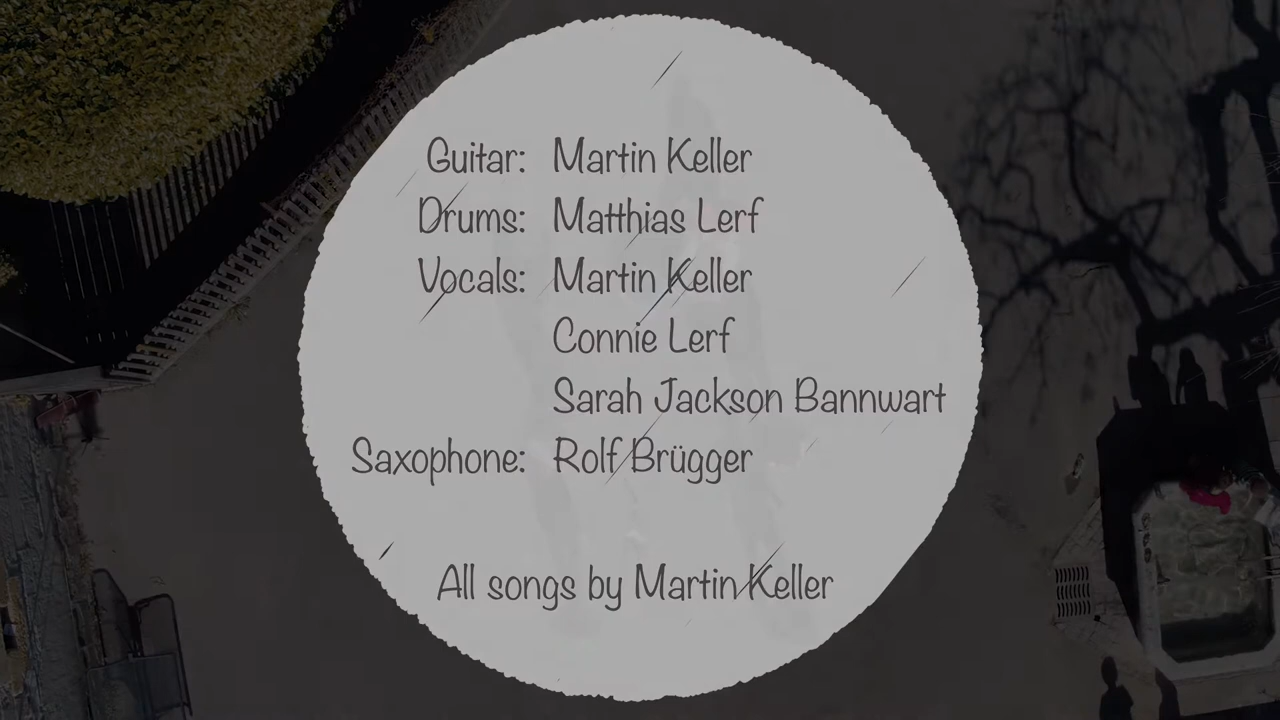 Guitar: Martin Keller
Drums: Matthias Lerf
Vocals: Martin Keller
Connie Lerf
Sarah Jackson Bannwart
Saxophone: Rolf Brügger
All songs by Martin Keller